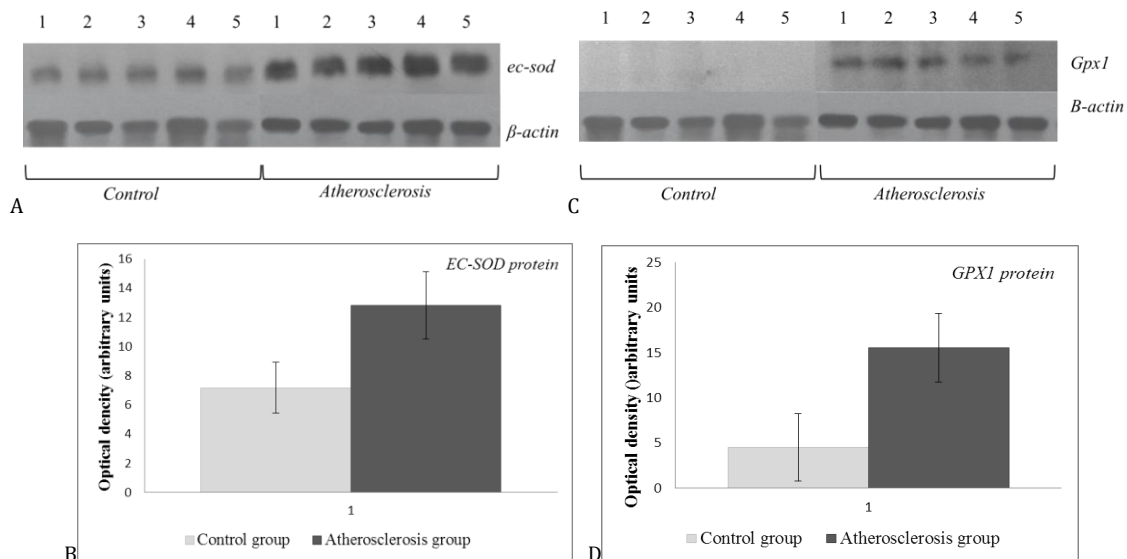 1 2 3 4 5 1 2 3 4 5
ec-sod
β-actin
Control Atherosclerosis
A
1 2 3 4 5 1 2 3 4 5
Gpx1
B-actin
Control Atherosclerosis
C
EC-SOD protein
Optical dencity (arbitrary units)
16
14
12
10
8
6
4
2
0
1
Control group Atherosclerosis group
B
GPX1 protein
Optical density ()arbitrary units
25
20
15
10
5
0
1
Control group Atherosclerosis group
D